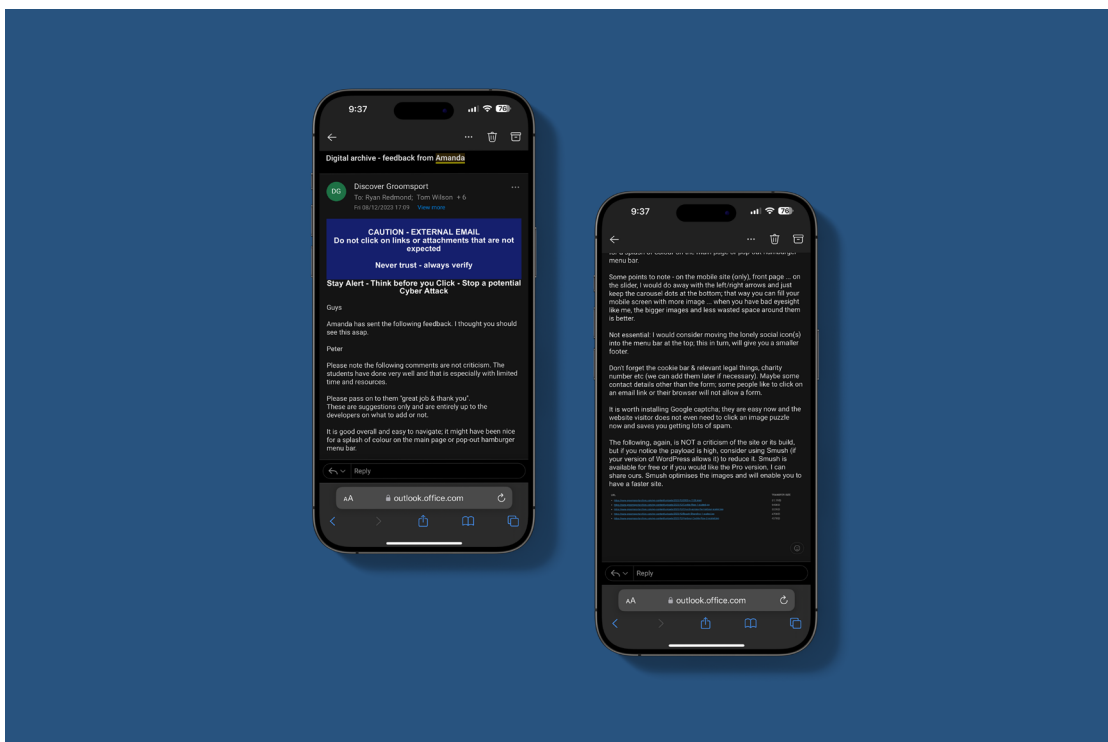 9:37
76
Digital archive - feedback from Amanda
DG
Discover Groomsport
To: Ryan Redmond; Tom Wilson + 6
Fri 08/12/2023 17:09 View more
CAUTION - EXTERNAL EMAIL
Do not click on links or attachments that are not
expected
Never trust - always verify
Stay Alert - Think before you Click - Stop a potential
Cyber Attack
Guys
Amanda has sent the following feedback. I thought you should
see this asap.
Peter
Please note the following comments are not criticism. The
students have done very well and that is especially with limited
time and resources.
Please pass on to them "great job & thank you".
These are suggestions only and are entirely up to the
developers on what to add or not.
It is good overall and easy to navigate; it might have been nice
for a splash of colour on the main page or pop-out hamburger
menu bar.
Reply
AA outlook.office.com
9:37
76
for a splash of colour on the main page or pop-out hamburger
menu bar.
Some points to note - on the mobile site (only), front page ... on
the slider, I would do away with the left/right arrows and just
keep the carousel dots at the bottom; that way you can fill your
mobile screen with more image ... when you have bad eyesight
like me, the bigger images and less wasted space around them
is better.
Not essential: I would consider moving the lonely social icon(s)
into the menu bar at the top; this in turn, will give you a smaller
footer.
Don't forget the cookie bar & relevant legal things, charity
number etc (we can add them later if necessary). Maybe some
contact details other than the form; some people like to click on
an email link or their browser will not allow a form.
It is worth installing Google captcha; they are easy now and the
website visitor does not even need to click an image puzzle
now and saves you getting lots of spam.
The following, again, is NOT a criticism of the site or its build,
but if you notice the payload is high, consider using Smush (if
your version of WordPress allows it) to reduce it. Smush is
available for free or if you would like the Pro version, I can
share ours. Smush optimises the images and will enable you to
have a faster site.
Reply
AA outlook.office.com